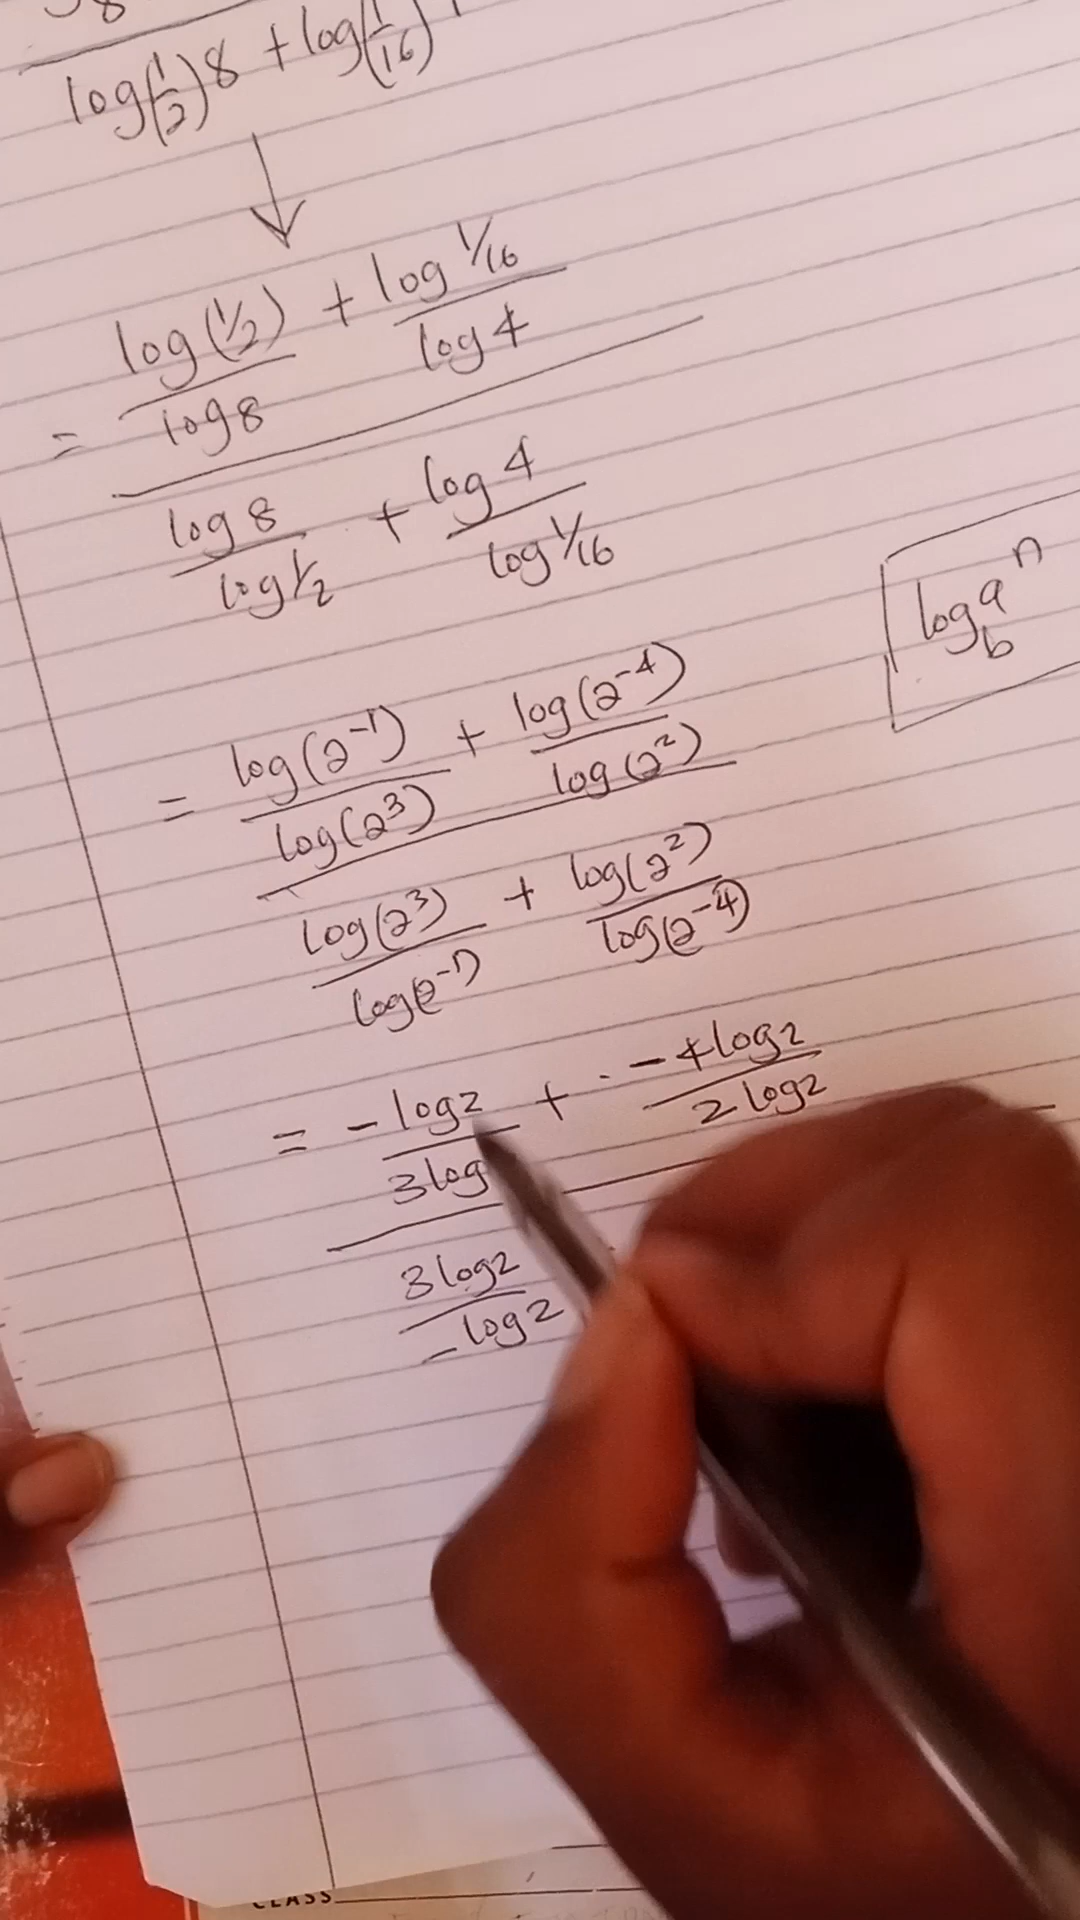 8
log(1/2)8 + log(1/16)
log(1/2) + log 1/16
log 4
= log 8
log 8 + log 4
log 1/2 log 1/16
log a^n
b
= log(2^-1) + log(2^-4)
log(2^3) log(2^2)
log(2^3) + log(2^2)
log(2^-1) log(2^-4)
= -log2 + -4log2
3log 2log2
3log2
-log2
CLASS